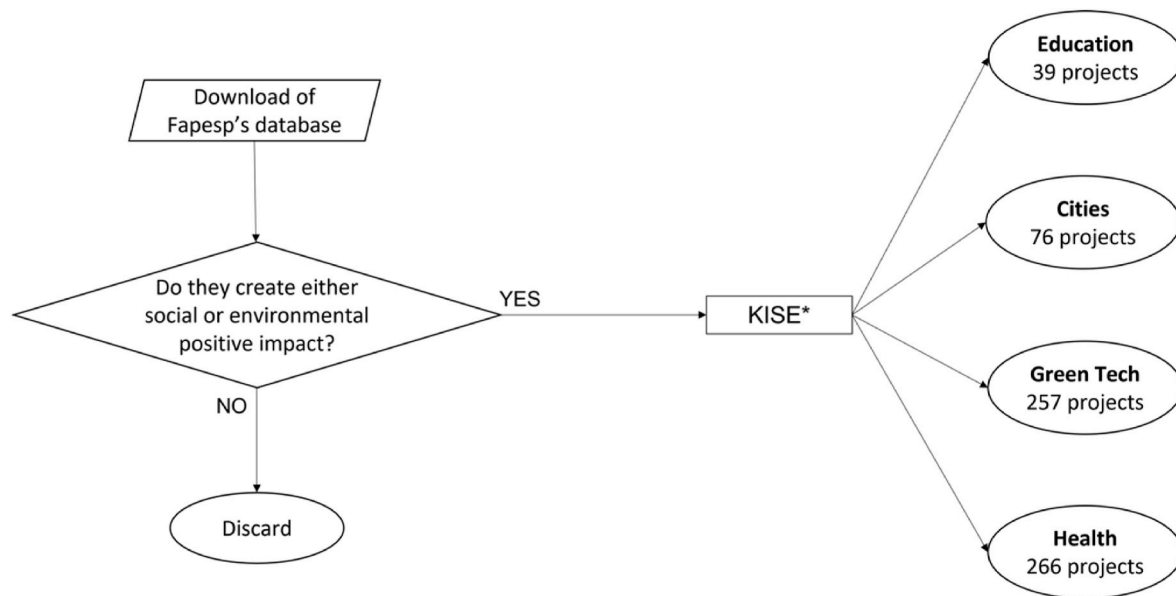 Download of
Fapesp's database
Do they create either
social or environmental
positive impact?
YES
NO
Discard
KISE*
Education
39 projects
Cities
76 projects
Green Tech
257 projects
Health
266 projects